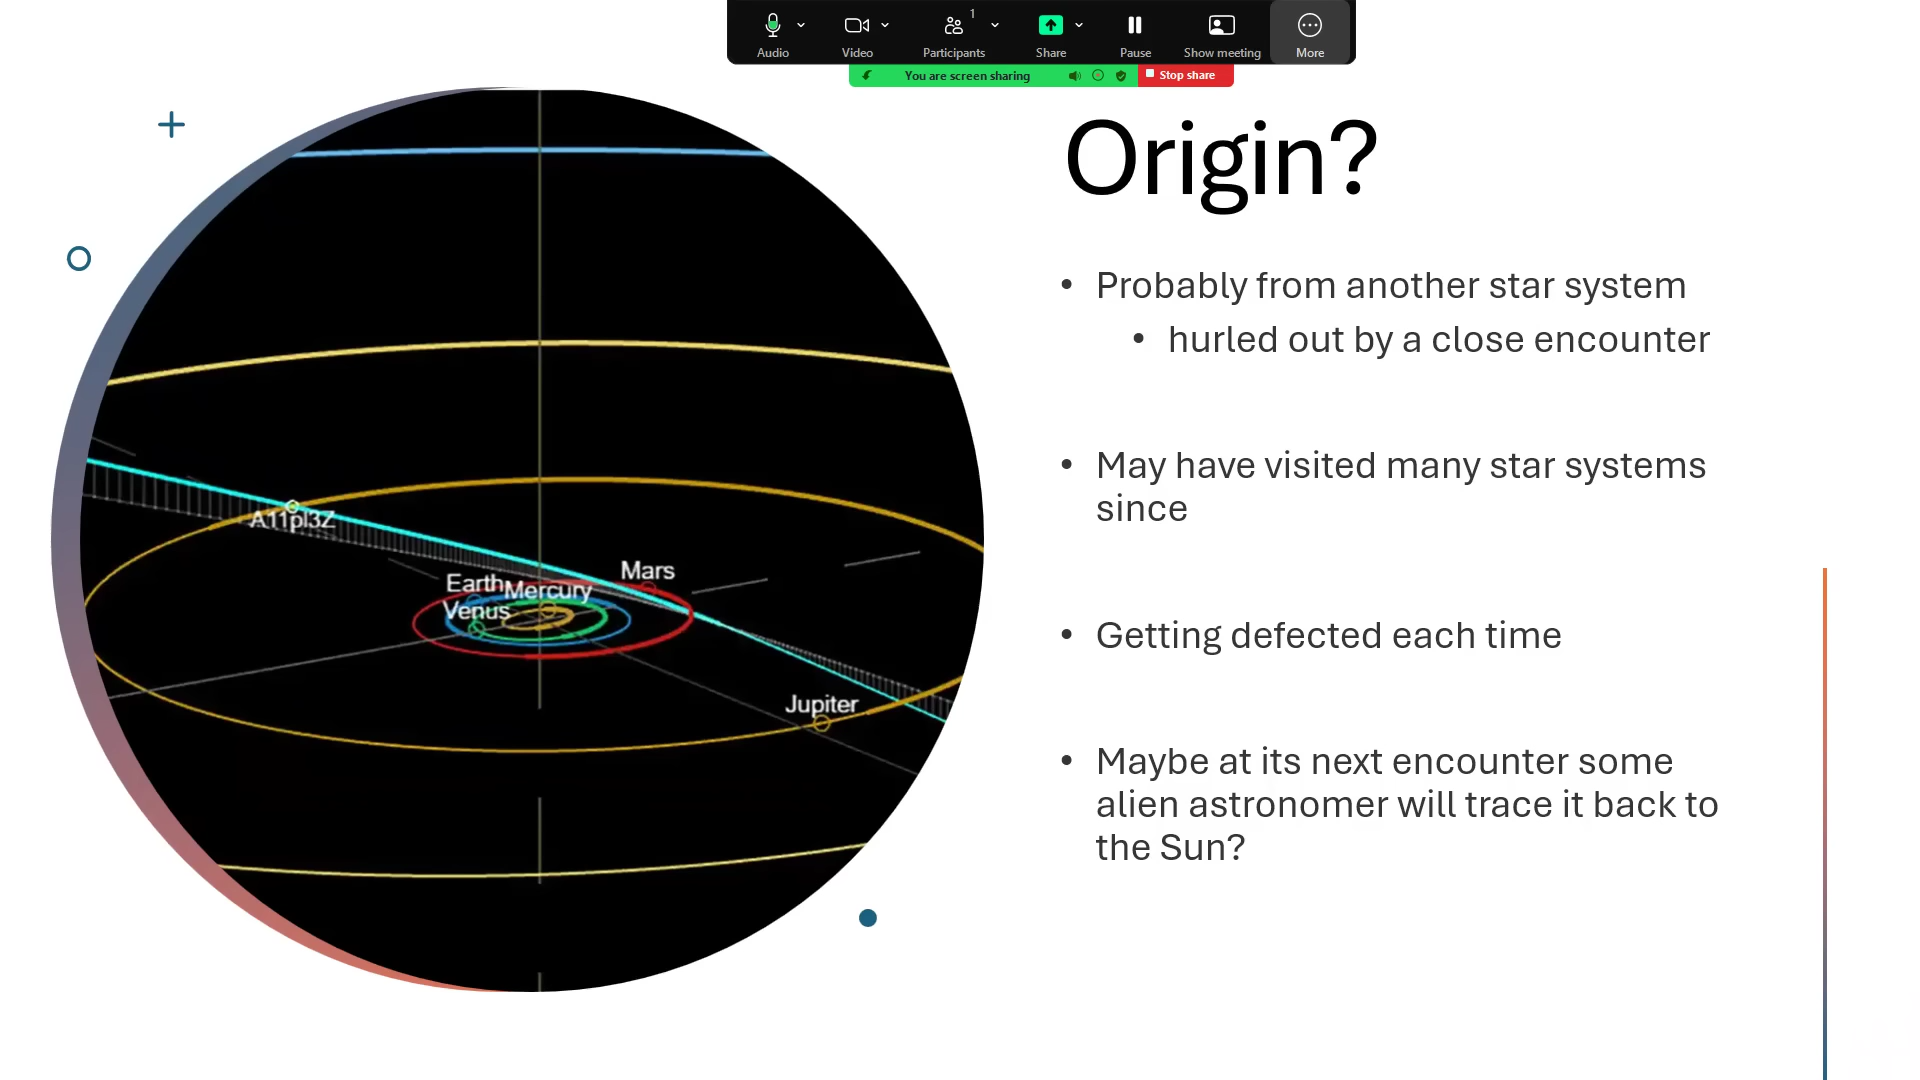 1
Audio
Video
Participants
Share
Pause
Show meeting
More
You are screen sharing
Stop share
Origin?
• Probably from another star system
• hurled out by a close encounter
• May have visited many star systems
since
• Getting defected each time
• Maybe at its next encounter some
alien astronomer will trace it back to
the Sun?
A11pl3Z
Mars
Earth
Mercury
Venus
Jupiter